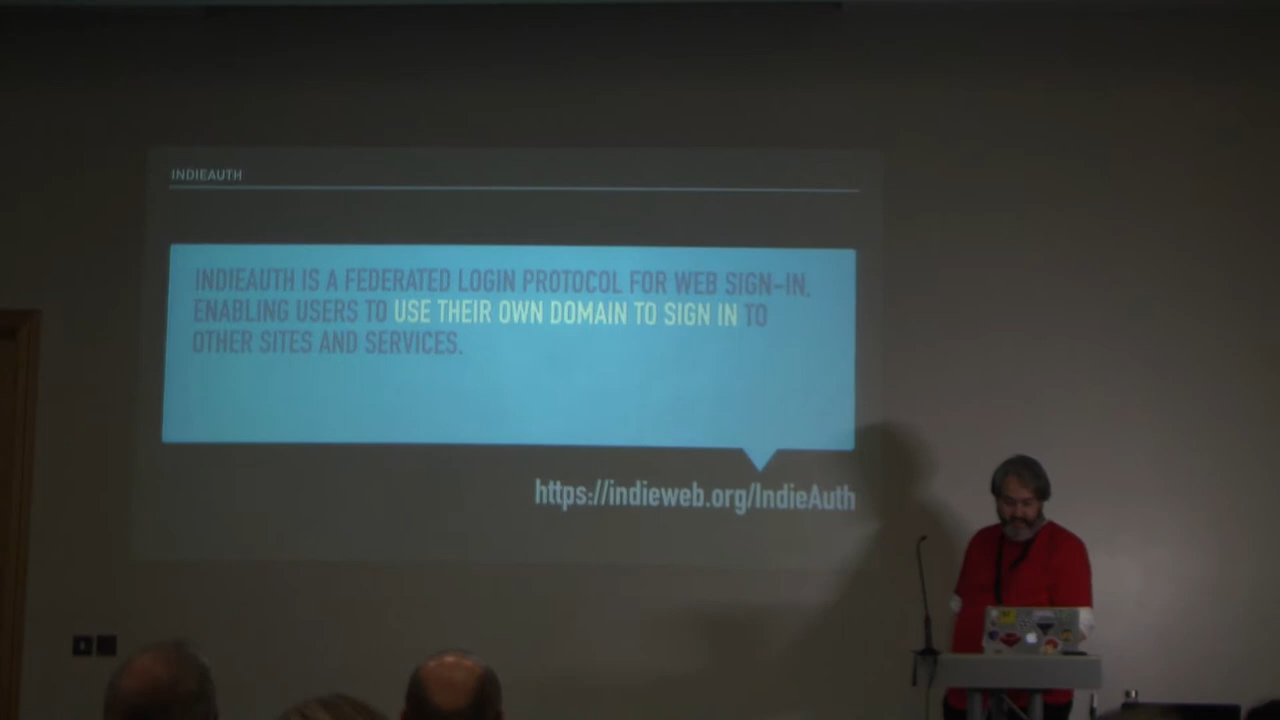 INDIEAUTH
INDIEAUTH IS A FEDERATED LOGIN PROTOCOL FOR WEB SIGN-IN,
ENABLING USERS TO USE THEIR OWN DOMAIN TO SIGN IN TO
OTHER SITES AND SERVICES.
https://indieweb.org/IndieAuth